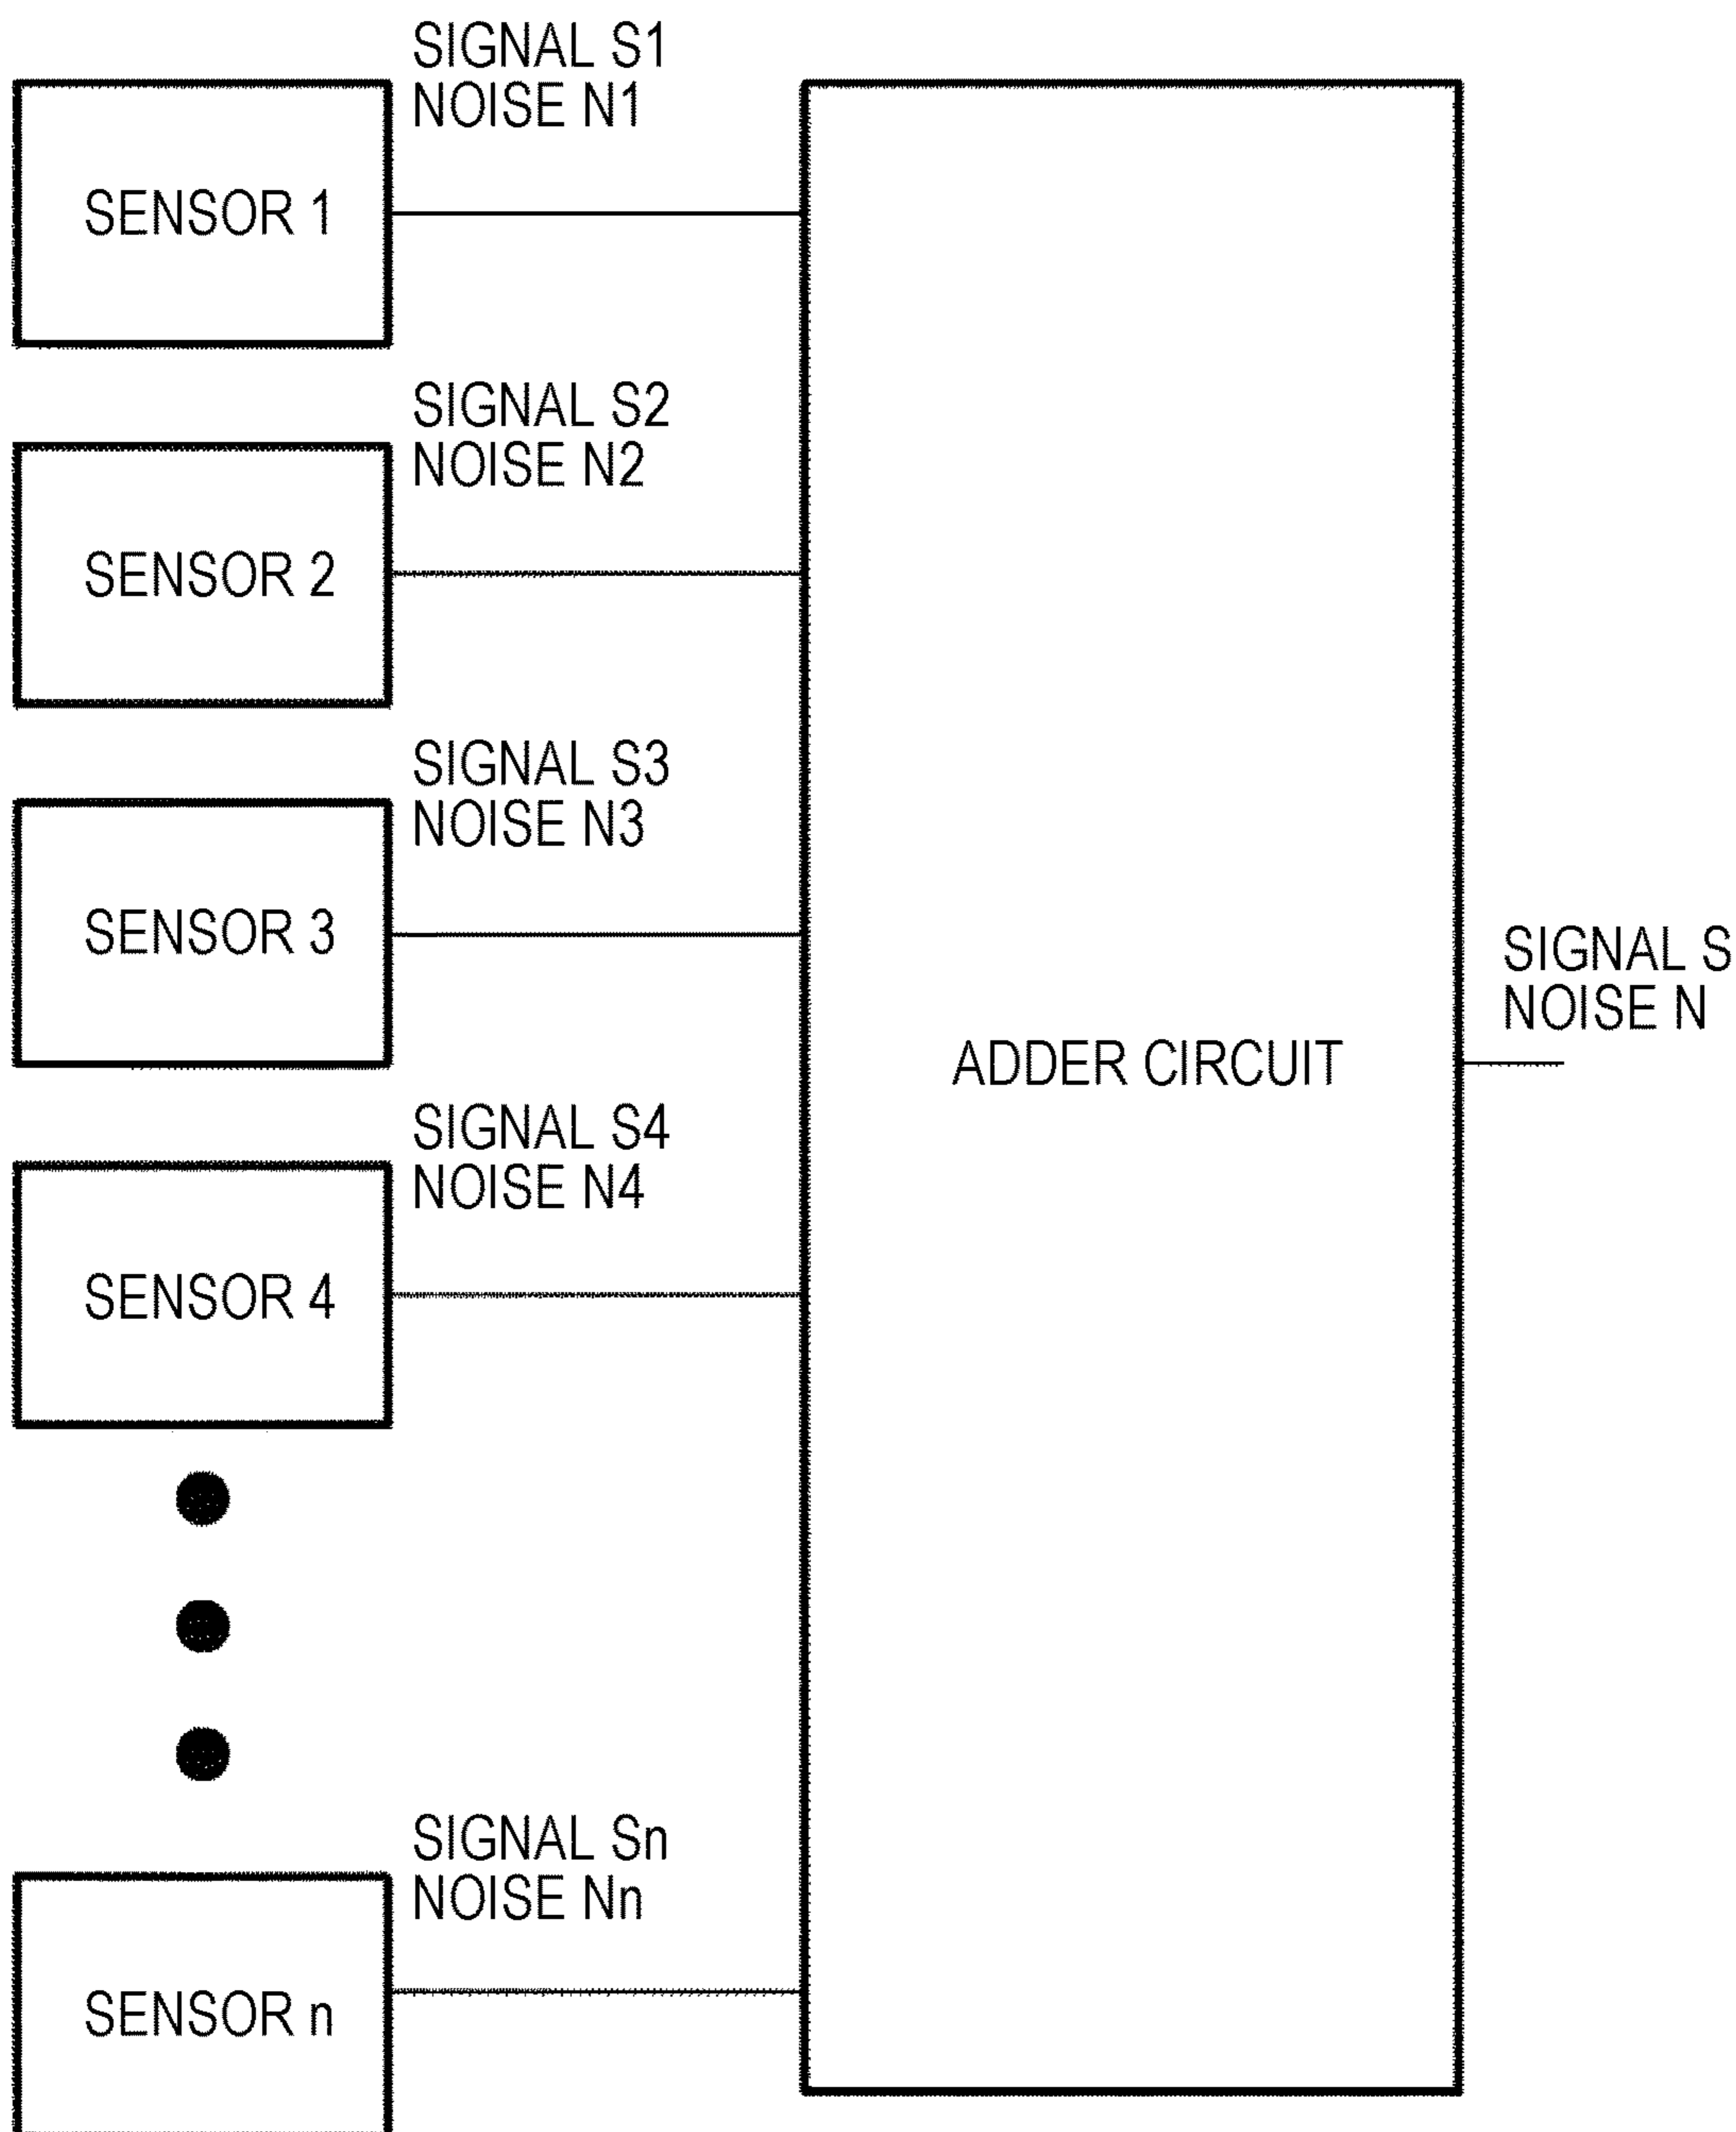 SIGNAL S1
NOISE N1
SENSOR 1
SIGNAL S2
NOISE N2
SENSOR 2
SIGNAL S3
NOISE N3
SENSOR 3
SIGNAL S
NOISE N
ADDER CIRCUIT
SIGNAL S4
NOISE N4
SENSOR 4
SIGNAL Sn
NOISE Nn
SENSOR n